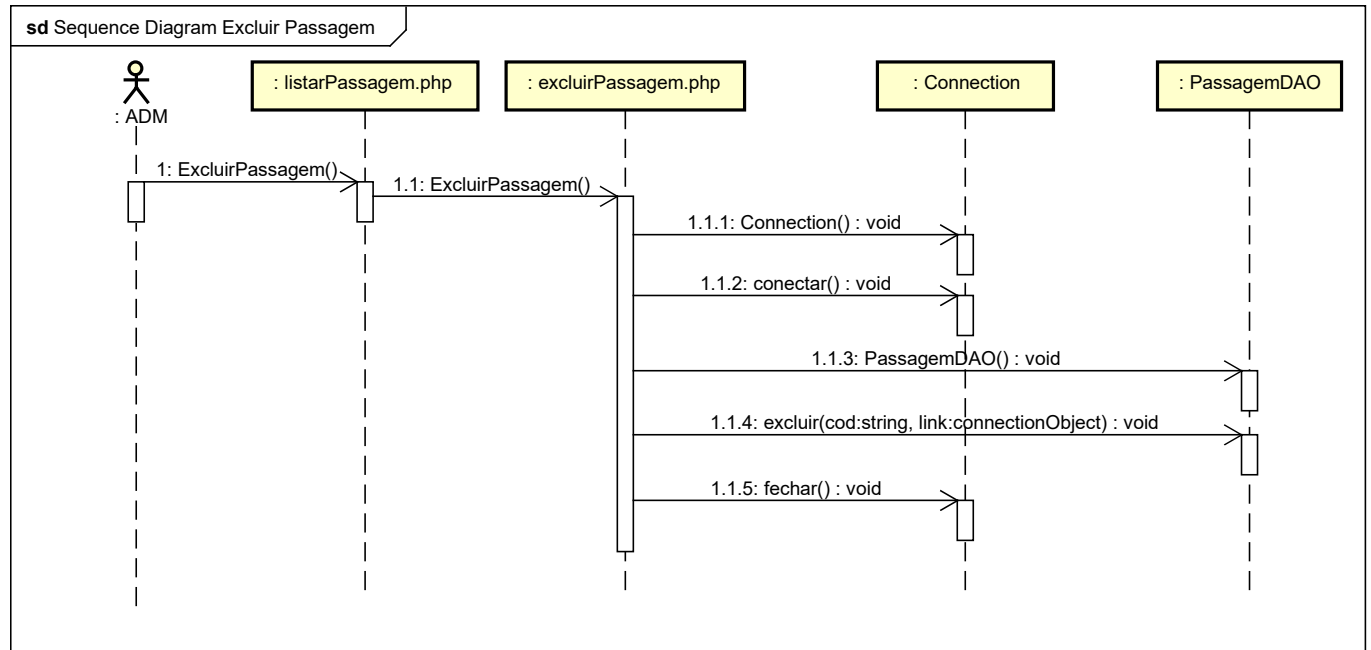 sd Sequence Diagram Excluir Passagem
: ADM
: listarPassagem.php
: excluirPassagem.php
: Connection
: PassagemDAO
1: ExcluirPassagem()
1.1: ExcluirPassagem()
1.1.1: Connection() : void
1.1.2: conectar() : void
1.1.3: PassagemDAO() : void
1.1.4: excluir(cod:string, link:connectionObject) : void
1.1.5: fechar() : void